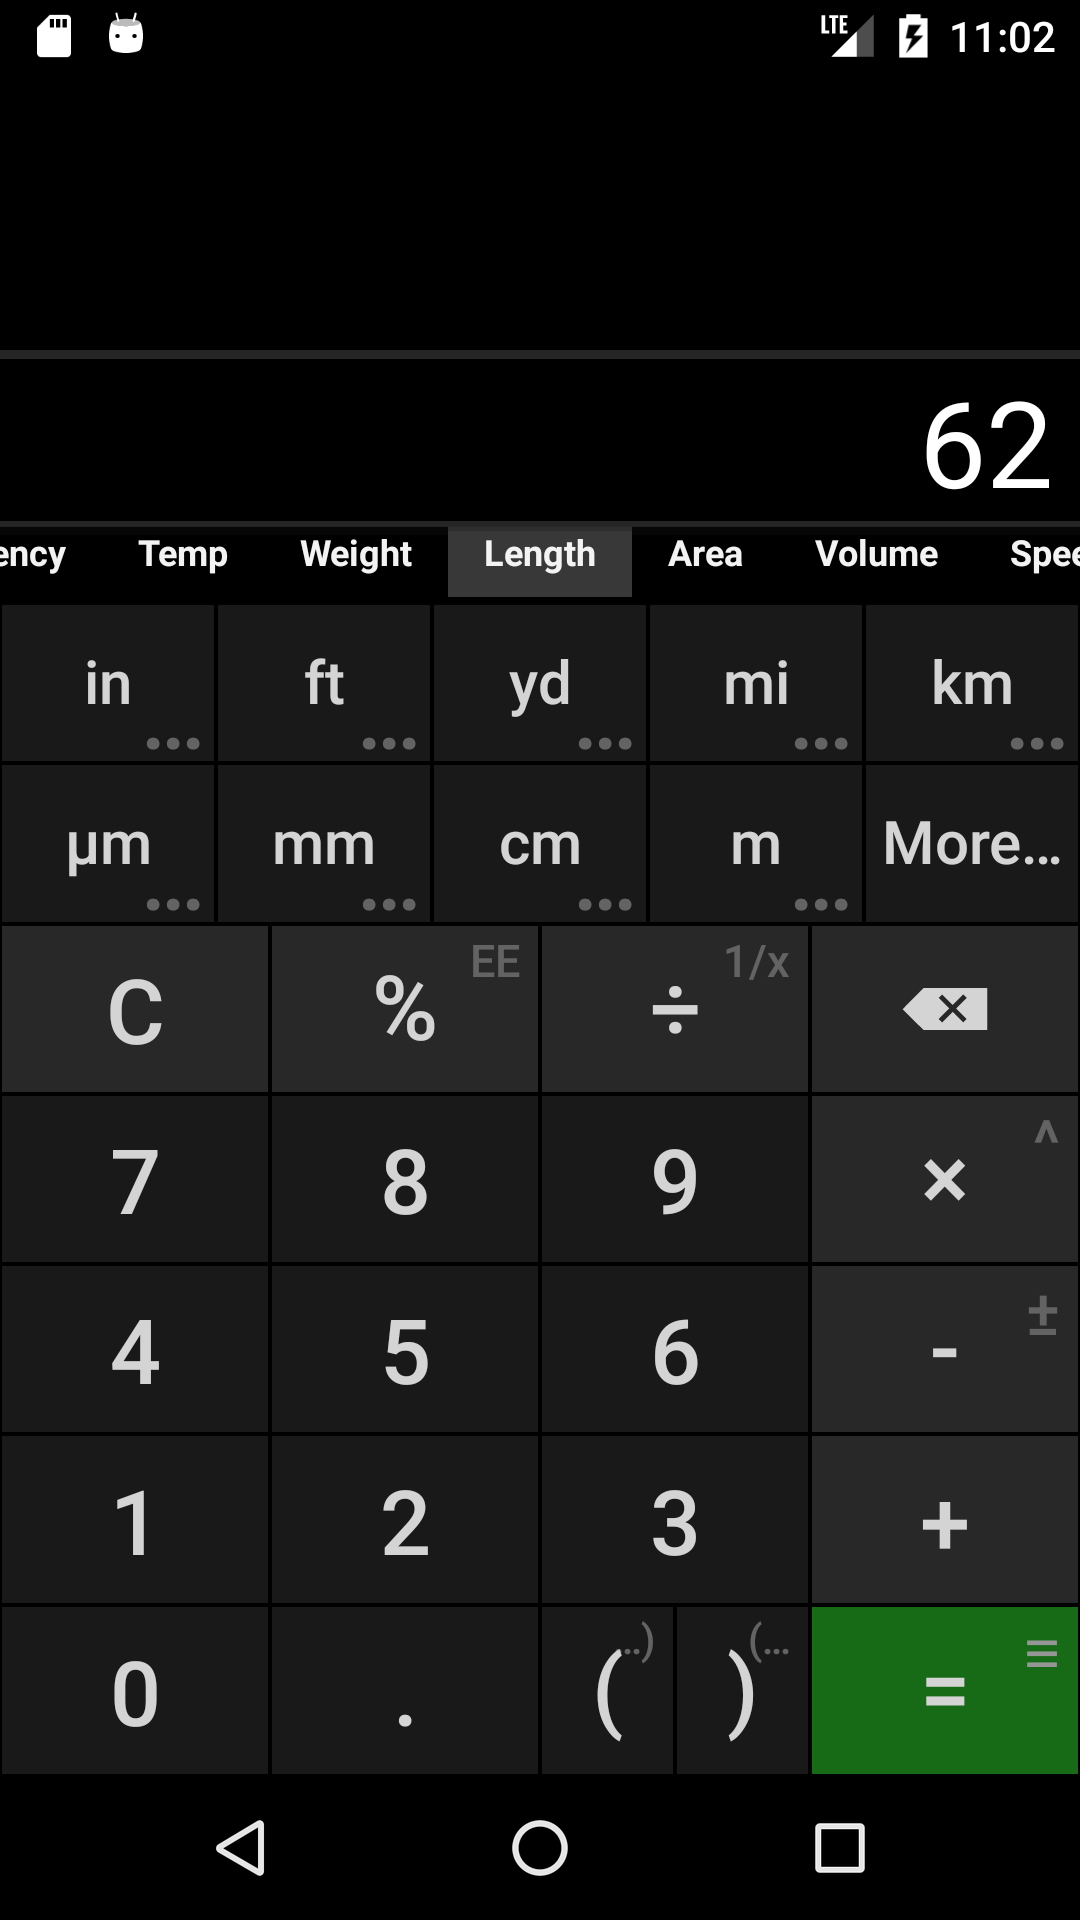 LTE 11:02
62
ency Temp Weight Length Area Volume Spee
in ft yd mi km
µm mm cm m More...
C % EE ÷ 1/x
7 8 9 × ^
4 5 6 - ±
1 2 3 +
0 . ( ..) ) (... =